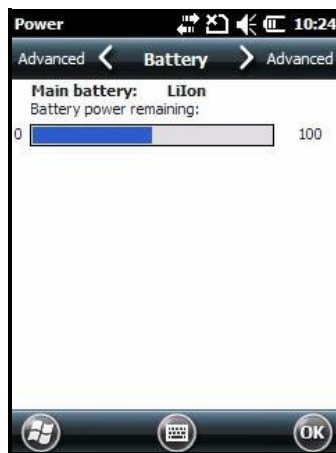 Power 10:24
Advanced Battery Advanced
Main battery: LiIon
Battery power remaining:
0 100
OK